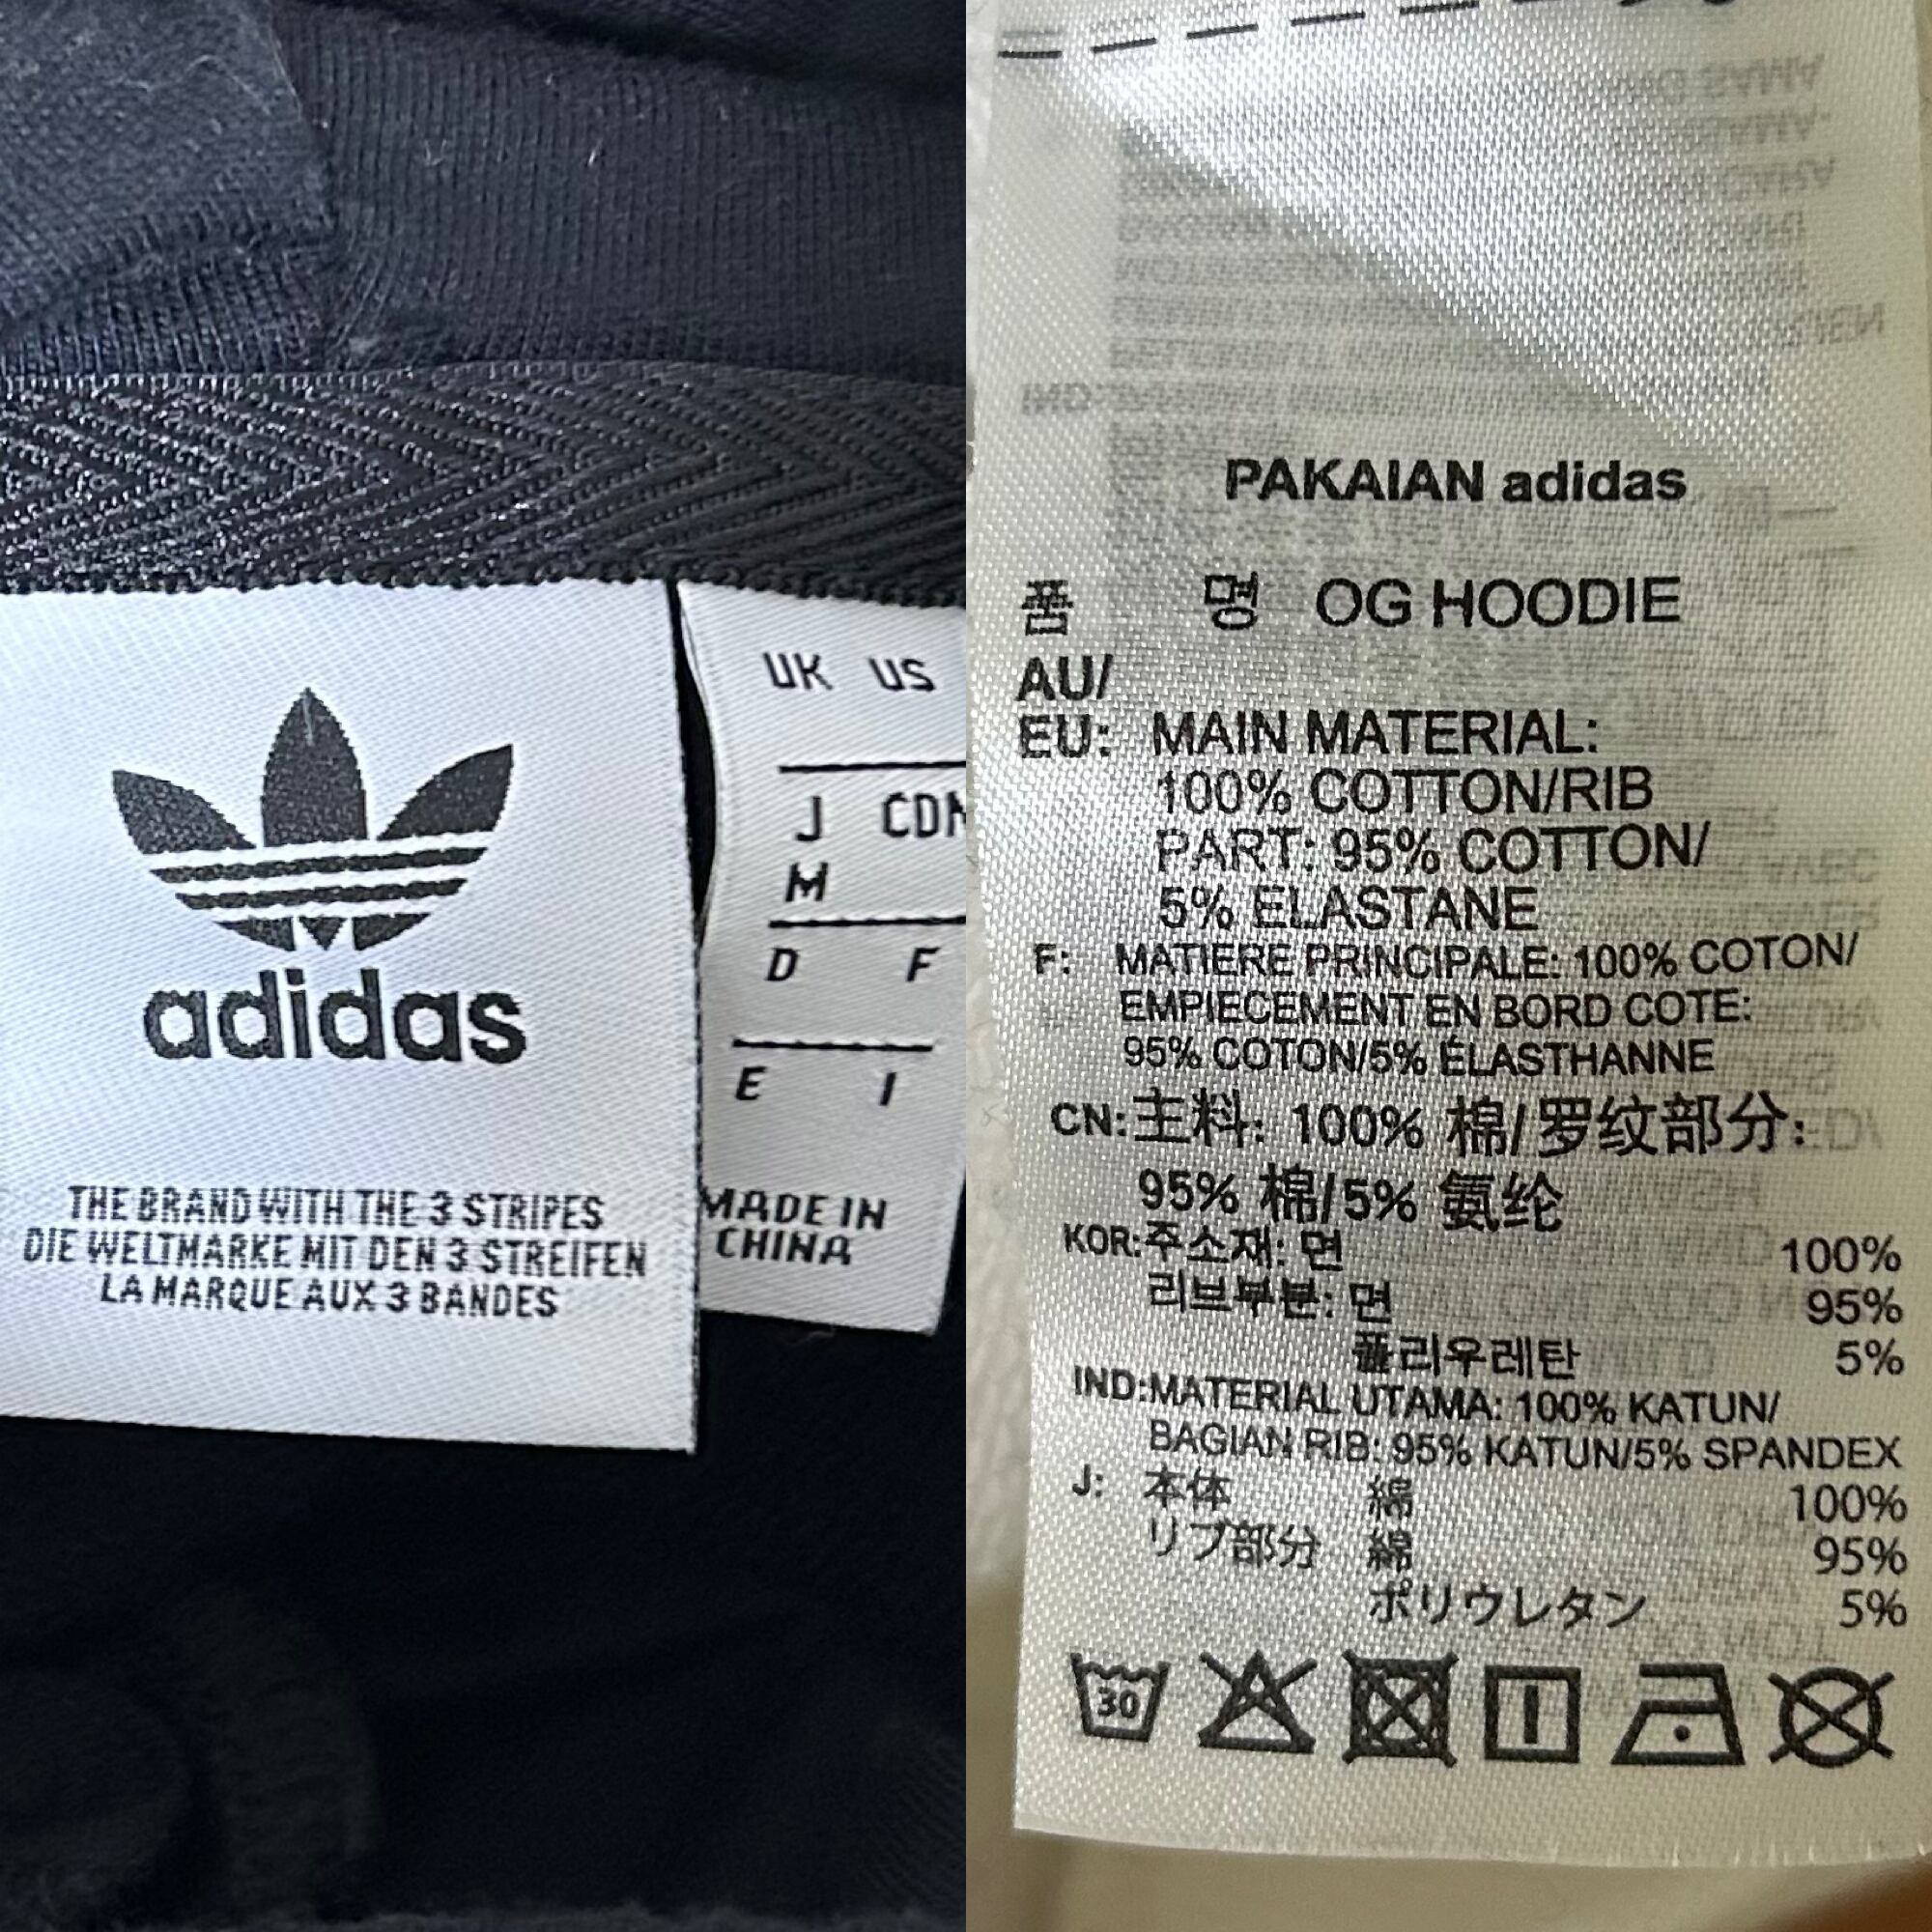 adidas
THE BRAND WITH THE 3 STRIPES
DIE WELTMARKE MIT DEN 3 STREIFEN
LA MARQUE AUX 3 BANDES
UK US
J
M
D F
E I
MADE IN
CHINA
PAKAIAN adidas
품 명 OG HOODIE
AU/
EU: MAIN MATERIAL:
100% COTTON/RIB
PART: 95% COTTON/
5% ELASTANE
F: MATIERE PRINCIPALE: 100% COTON/
EMPIECEMENT EN BORD COTE:
95% COTON/5% ÉLASTHANNE
CN: 主料: 100% 棉/罗纹部分:
95% 棉/5% 氨纶
KOR: 주소재: 면 100%
리브부분: 면 95%
폴리우레탄 5%
IND: MATERIAL UTAMA: 100% KATUN/
BAGIAN RIB: 95% KATUN/5% SPANDEX
J: 本体 綿 100%
リブ部分 綿 95%
ポリウレタン 5%
30